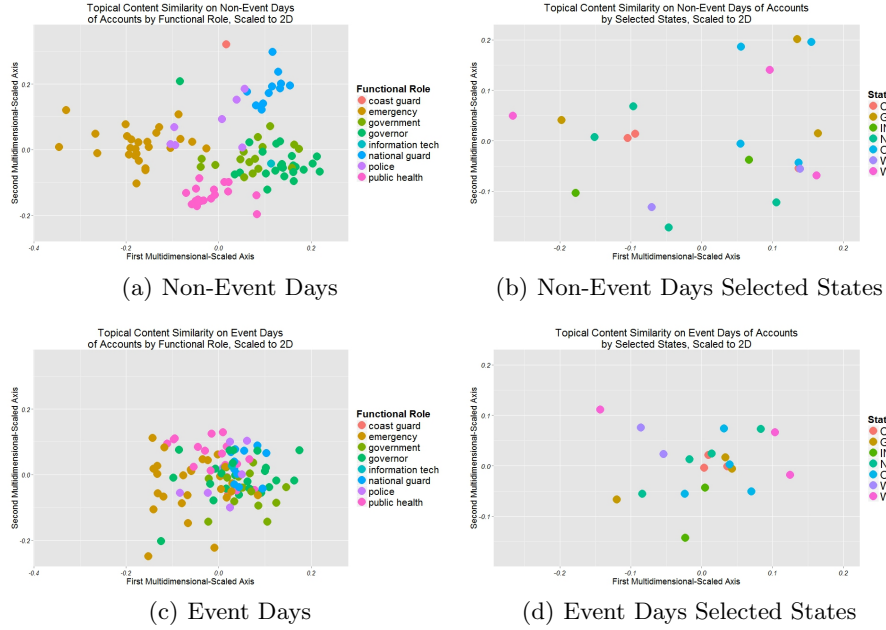 Topical Content Similarity on Non-Event Days
of Accounts by Functional Role, Scaled to 2D
Second Multidimensional-Scaled Axis
0.2
0.0
-0.2
-0.4
-0.2
0.0
0.2
First Multidimensional-Scaled Axis
Functional Role
coast guard
emergency
government
governor
information tech
national guard
police
public health
(a) Non-Event Days
Topical Content Similarity on Non-Event Days of Accounts
by Selected States, Scaled to 2D
Second Multidimensional-Scaled Axis
0.2
0.1
0.0
-0.1
-0.2
-0.1
0.0
0.1
0.2
First Multidimensional-Scaled Axis
Stat
C
G
IN
N
C
W
W
(b) Non-Event Days Selected States
Topical Content Similarity on Event Days
of Accounts by Functional Role, Scaled to 2D
Second Multidimensional-Scaled Axis
0.2
0.0
-0.2
-0.4
-0.2
0.0
0.2
First Multidimensional-Scaled Axis
Functional Role
coast guard
emergency
government
governor
information tech
national guard
police
public health
(c) Event Days
Topical Content Similarity on Event Days of Accounts
by Selected States, Scaled to 2D
Second Multidimensional-Scaled Axis
0.2
0.1
0.0
-0.1
-0.2
-0.1
0.0
0.1
0.2
First Multidimensional-Scaled Axis
Stat
C
G
IN
N
C
W
W
(d) Event Days Selected States